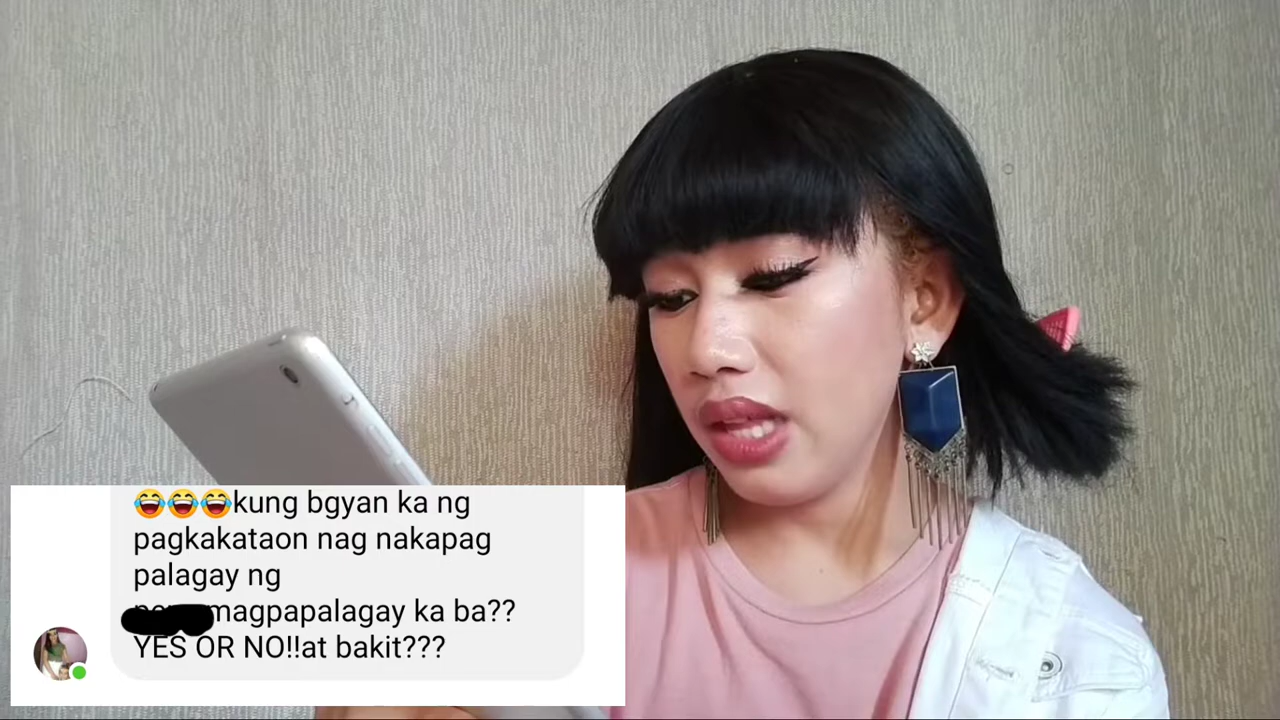 😂😂😂kung bgyan ka ng
pagkakataon nag nakapag
palagay ng
magpapalagay ka ba??
YES OR NO!!at bakit???